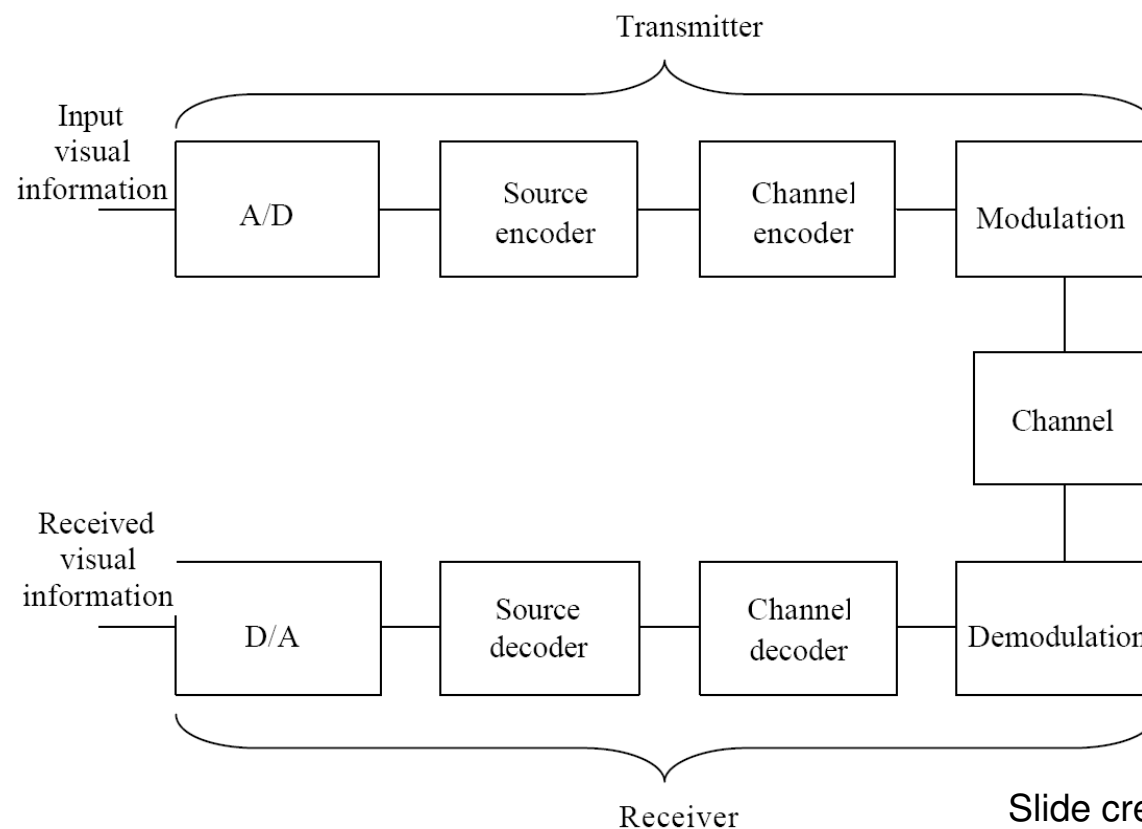 Transmitter
Input
visual
information
A/D
Source
encoder
Channel
encoder
Modulation
Channel
Received
visual
information
D/A
Source
decoder
Channel
decoder
Demodulation
Receiver
Slide cre